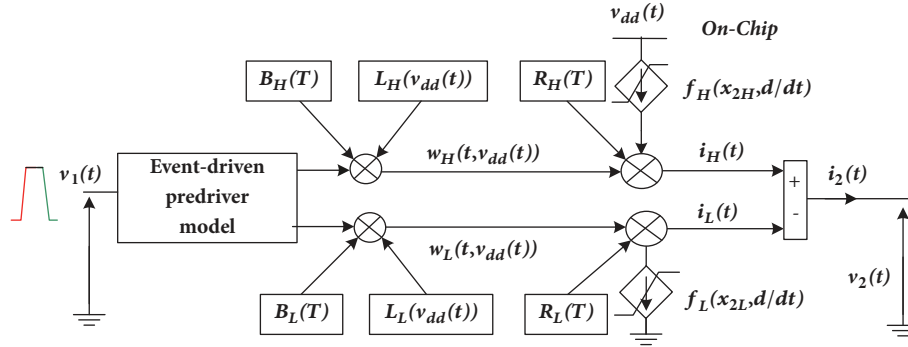 v_dd(t)
On-Chip
B_H(T)
L_H(v_dd(t))
R_H(T)
f_H(x_2H,d/dt)
v_1(t)
Event-driven
predriver
model
w_H(t,v_dd(t))
i_H(t)
+
-
i_2(t)
w_L(t,v_dd(t))
i_L(t)
B_L(T)
L_L(v_dd(t))
R_L(T)
f_L(x_2L,d/dt)
v_2(t)